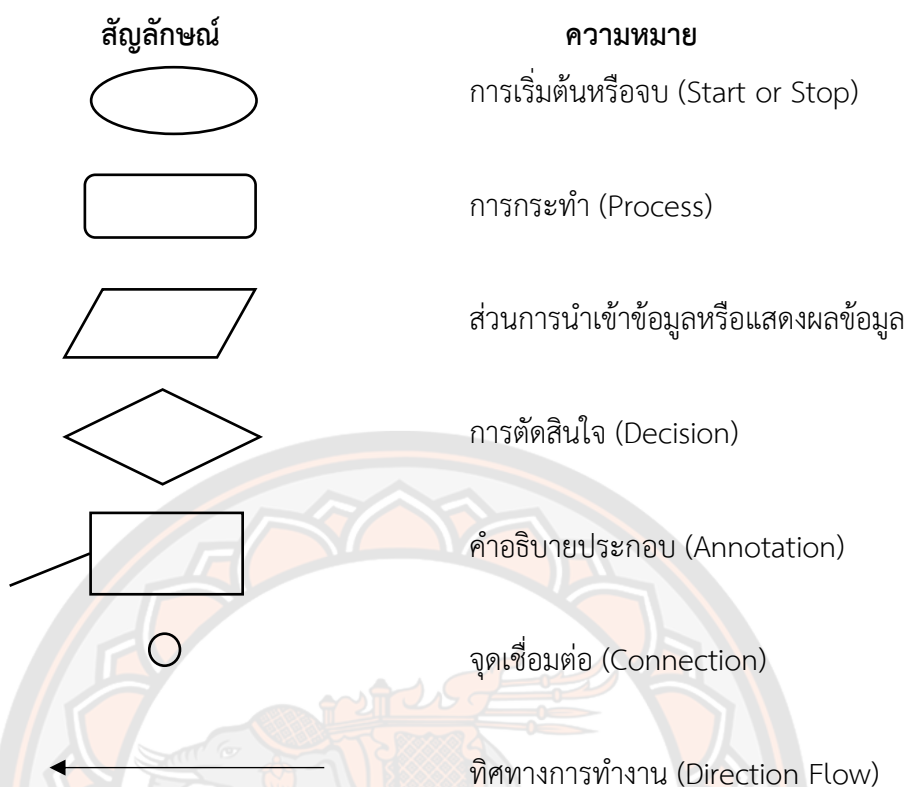 สัญลักษณ์ ความหมาย
การเริ่มต้นหรือจบ (Start or Stop)
การกระทำ (Process)
ส่วนการนำเข้าข้อมูลหรือแสดงผลข้อมูล
การตัดสินใจ (Decision)
คำอธิบายประกอบ (Annotation)
จุดเชื่อมต่อ (Connection)
ทิศทางการทำงาน (Direction Flow)